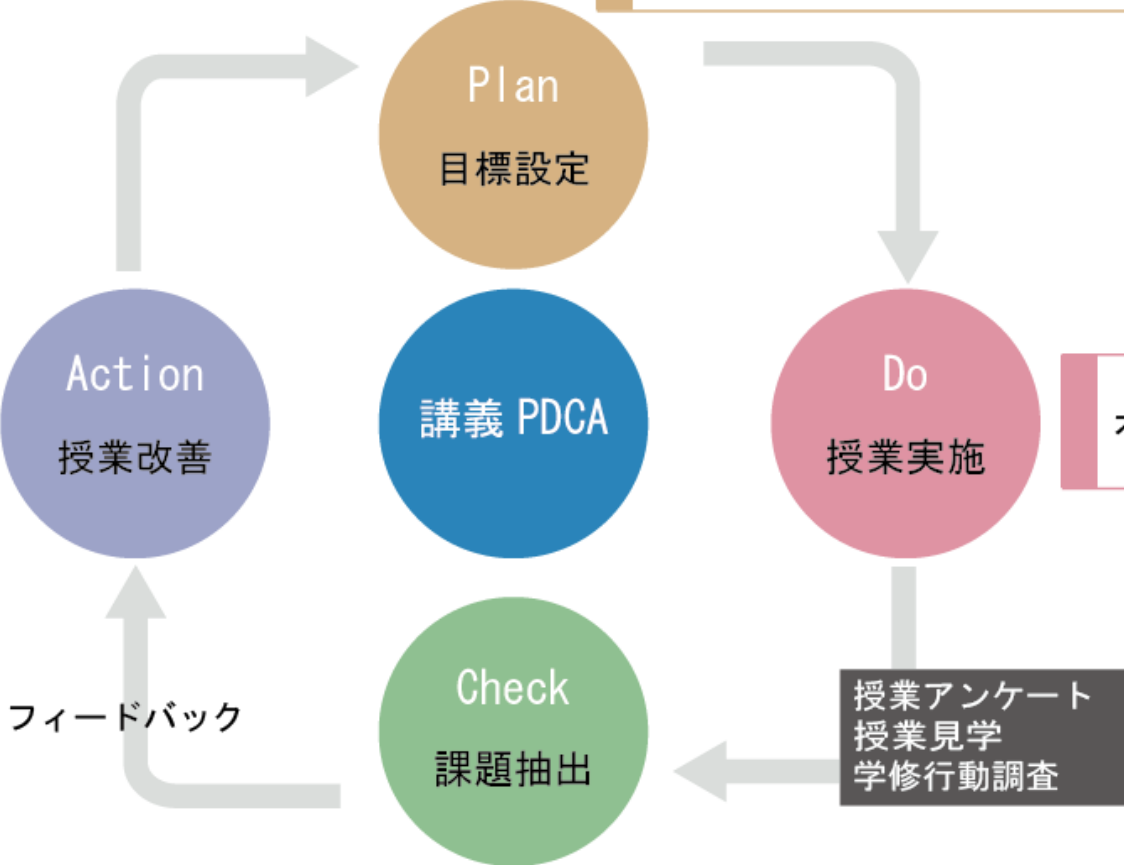 Plan
目標設定
Action
授業改善
講義 PDCA
Do
授業実施
フィードバック
Check
課題抽出
授業アンケート
授業見学
学修行動調査